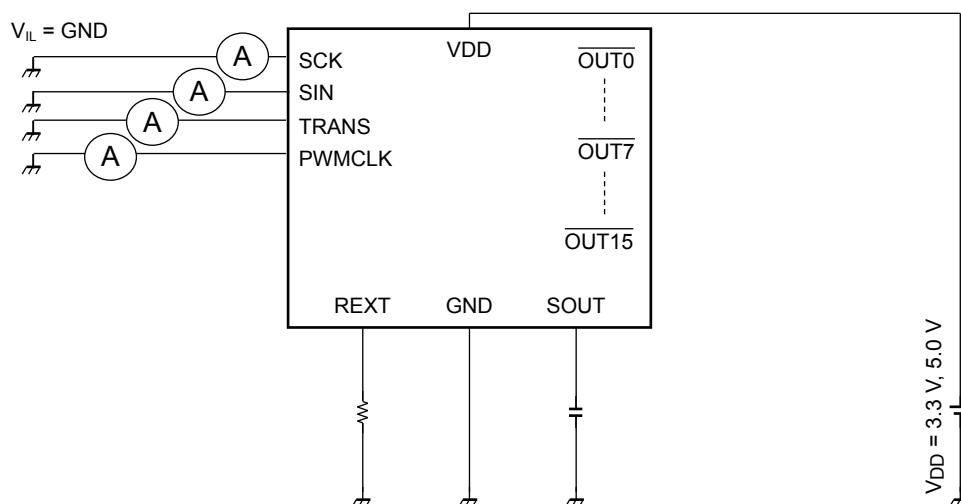 V_IL = GND
A
A
A
A
SCK
SIN
TRANS
PWMCLK
VDD
OUT0
OUT7
OUT15
REXT
GND
SOUT
VDD = 3.3 V, 5.0 V